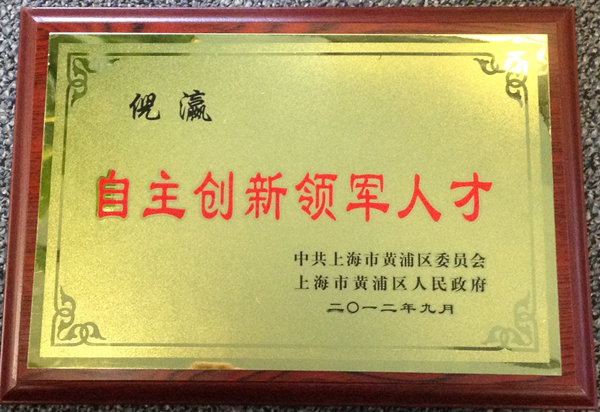 倪瀛
自主创新领军人才
中共上海市黄浦区委员会
上海市黄浦区人民政府
二〇一二年九月